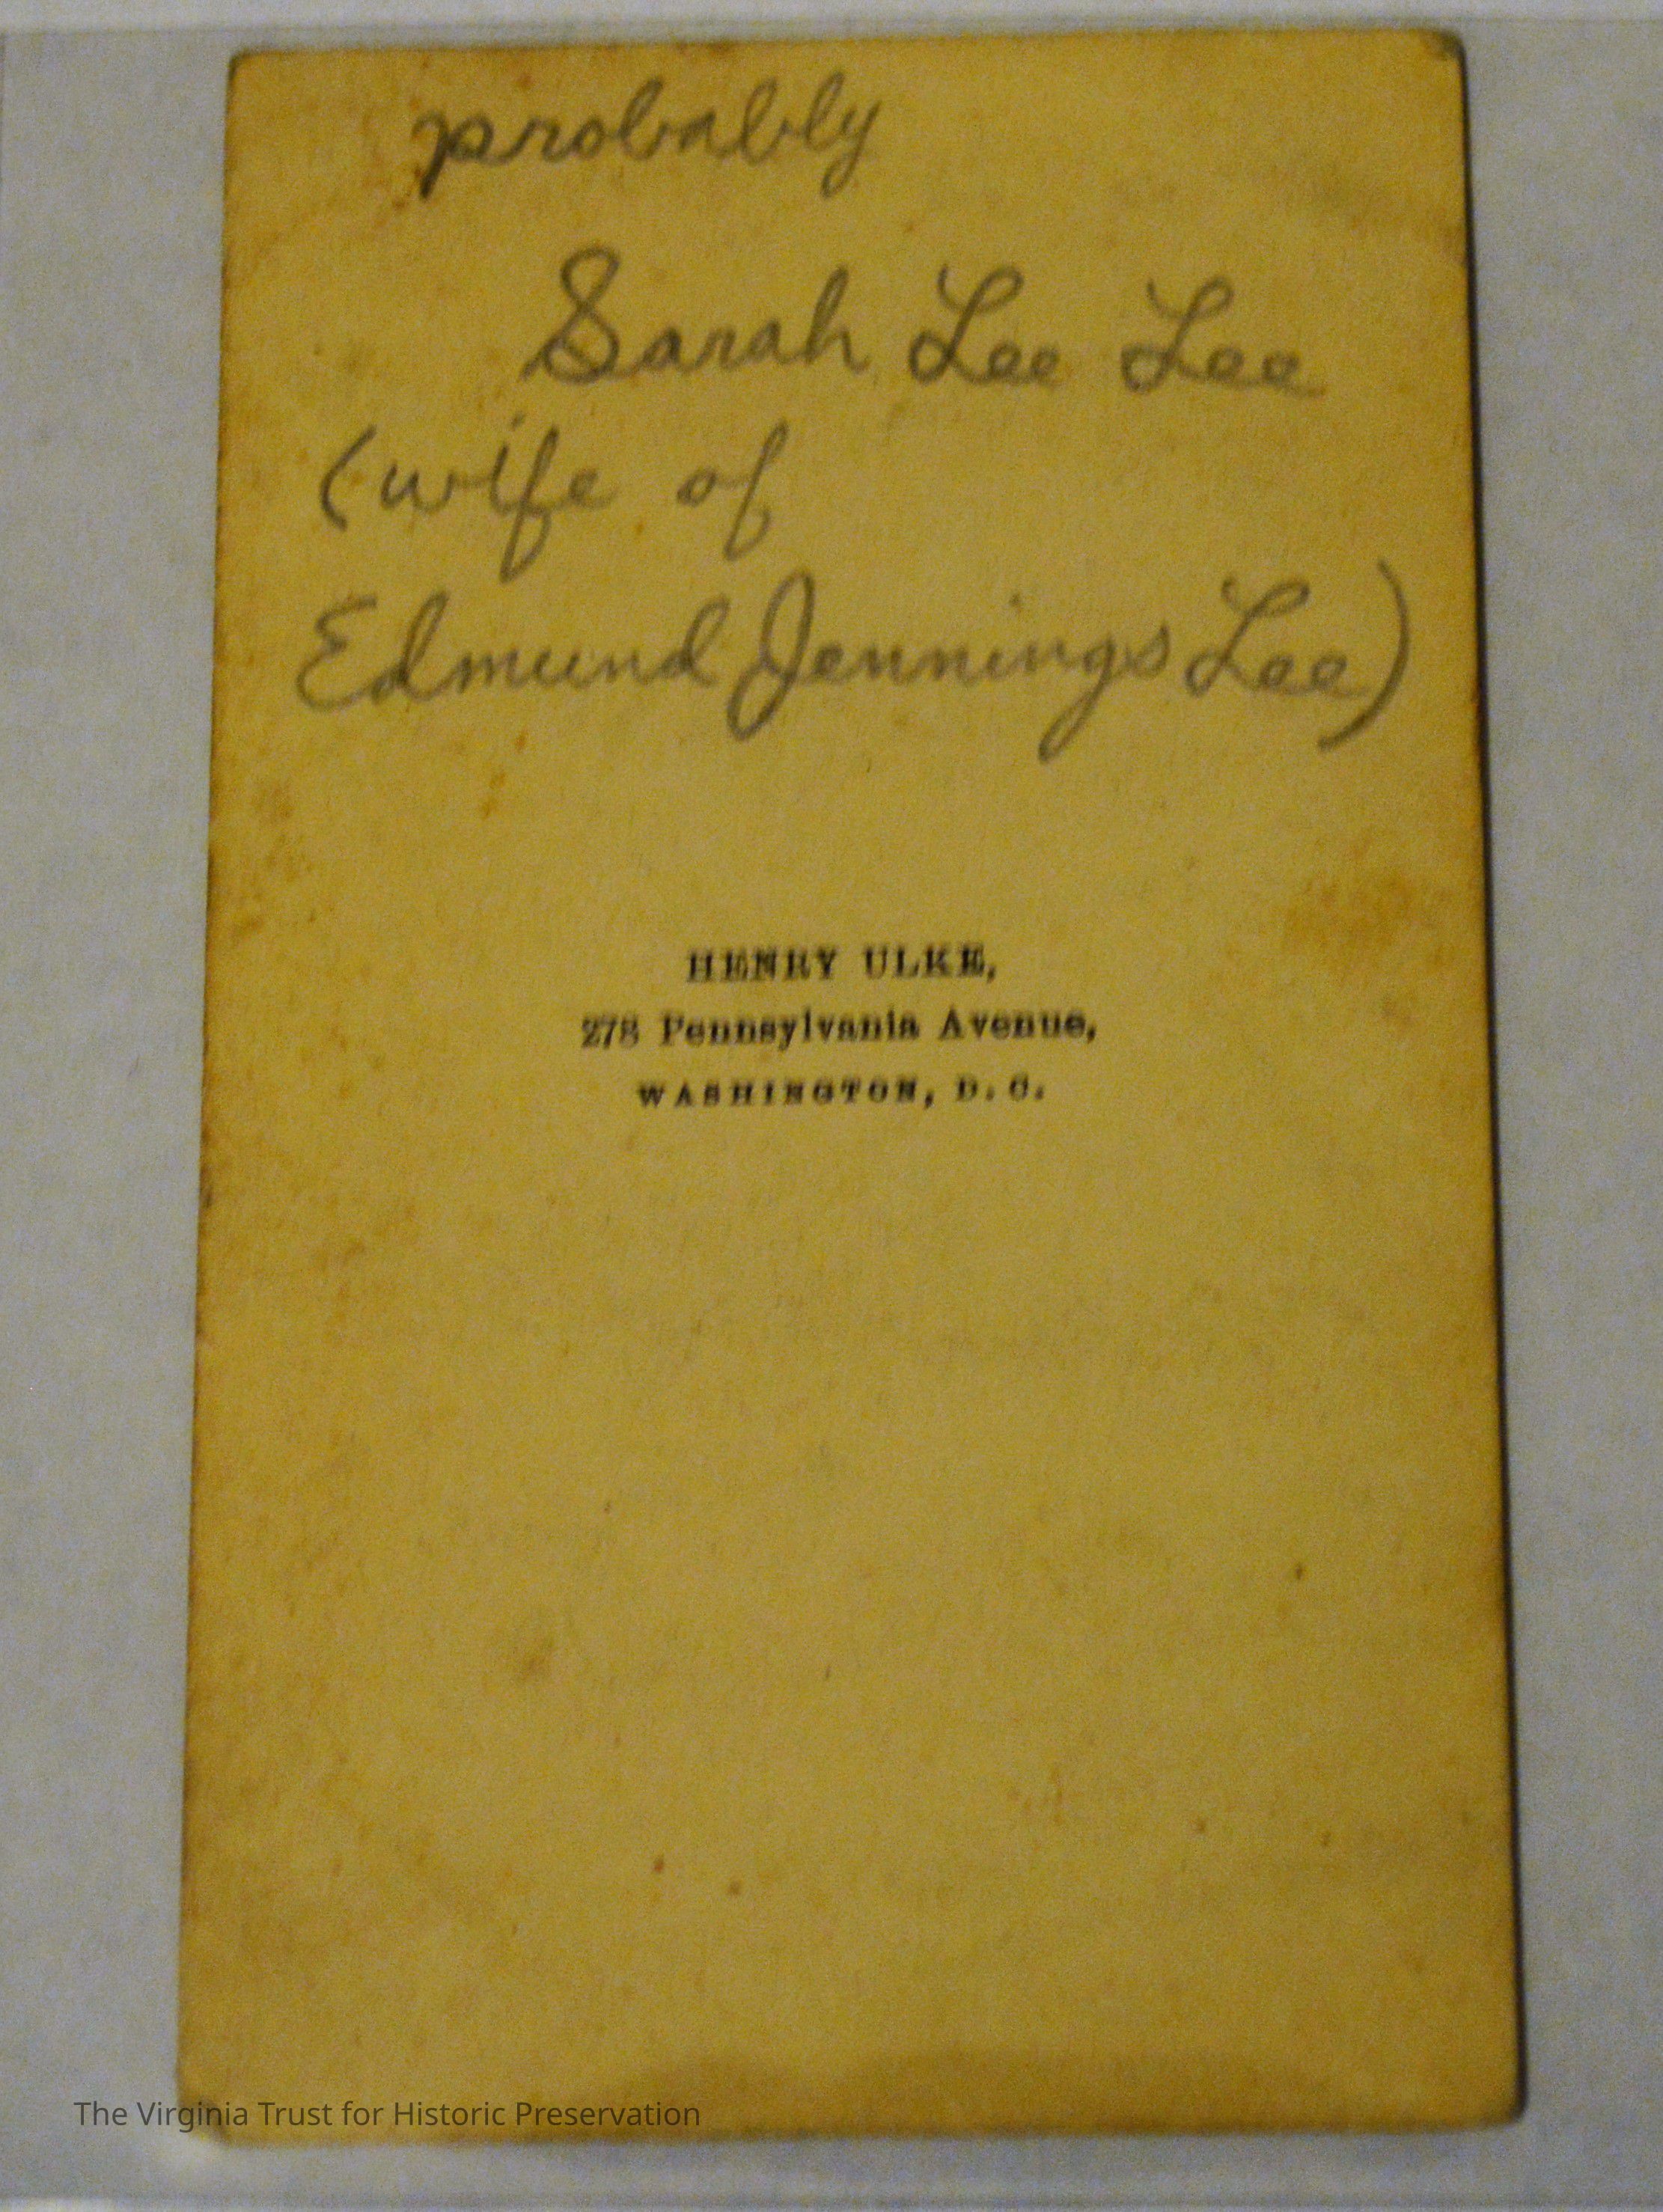 probably
Sarah Lee Lee
(wife of
Edmund Jennings Lee)
HENRY ULKE,
278 Pennsylvania Avenue,
WASHINGTON, D. C.
The Virginia Trust for Historic Preservation